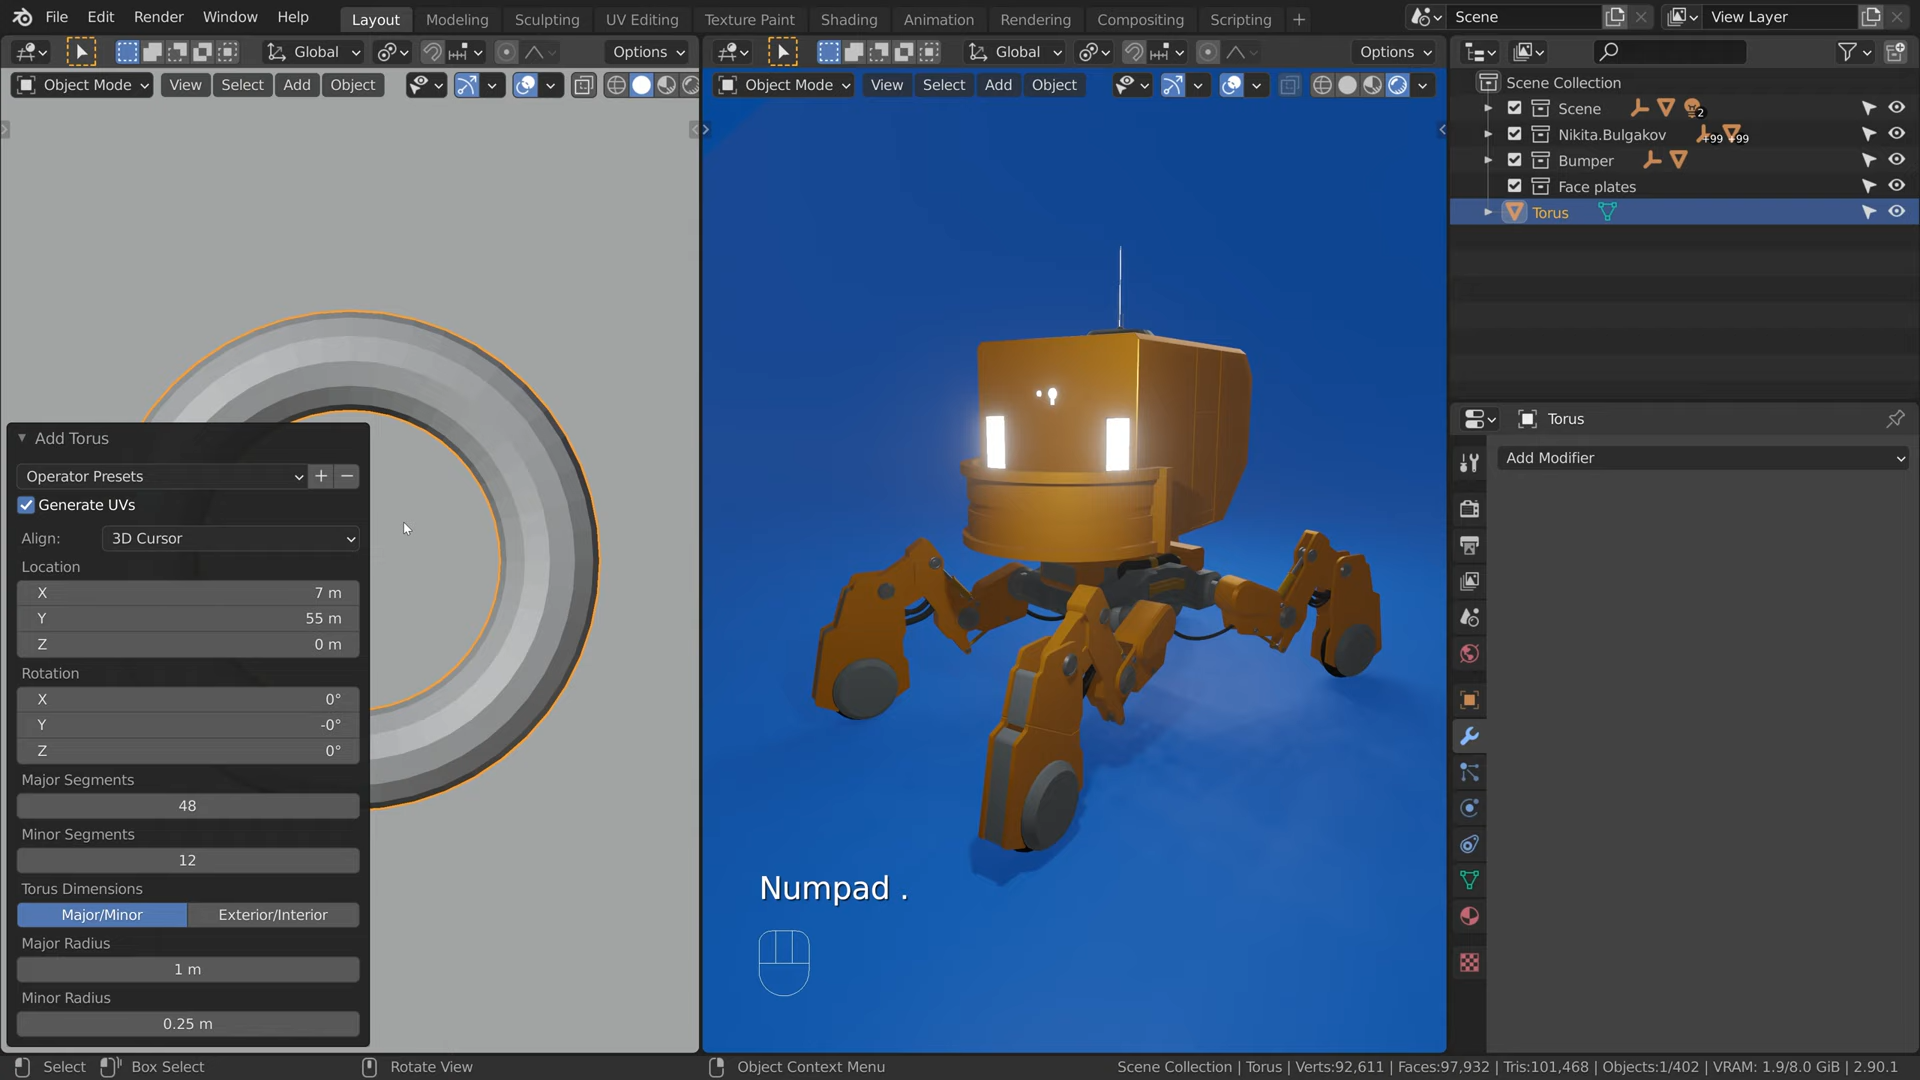 File Edit Render Window Help
Layout Modeling Sculpting UV Editing Texture Paint Shading Animation Rendering Compositing Scripting +
Scene
View Layer
Global
Options
Global
Options
Object Mode View Select Add Object
Object Mode View Select Add Object
Scene Collection
Scene 2
Nikita.Bulgakov +99 +99
Bumper
Face plates
Torus
Torus
Add Modifier
Add Torus
Operator Presets
Generate UVs
Align: 3D Cursor
Location
X 7 m
Y 55 m
Z 0 m
Rotation
X 0°
Y -0°
Z 0°
Major Segments
48
Minor Segments
12
Torus Dimensions
Major/Minor Exterior/Interior
Major Radius
1 m
Minor Radius
0.25 m
Numpad .
Select Box Select Rotate View Object Context Menu
Scene Collection | Torus | Verts:92,611 | Faces:97,932 | Tris:101,468 | Objects:1/402 | VRAM: 1.9/8.0 GiB | 2.90.1